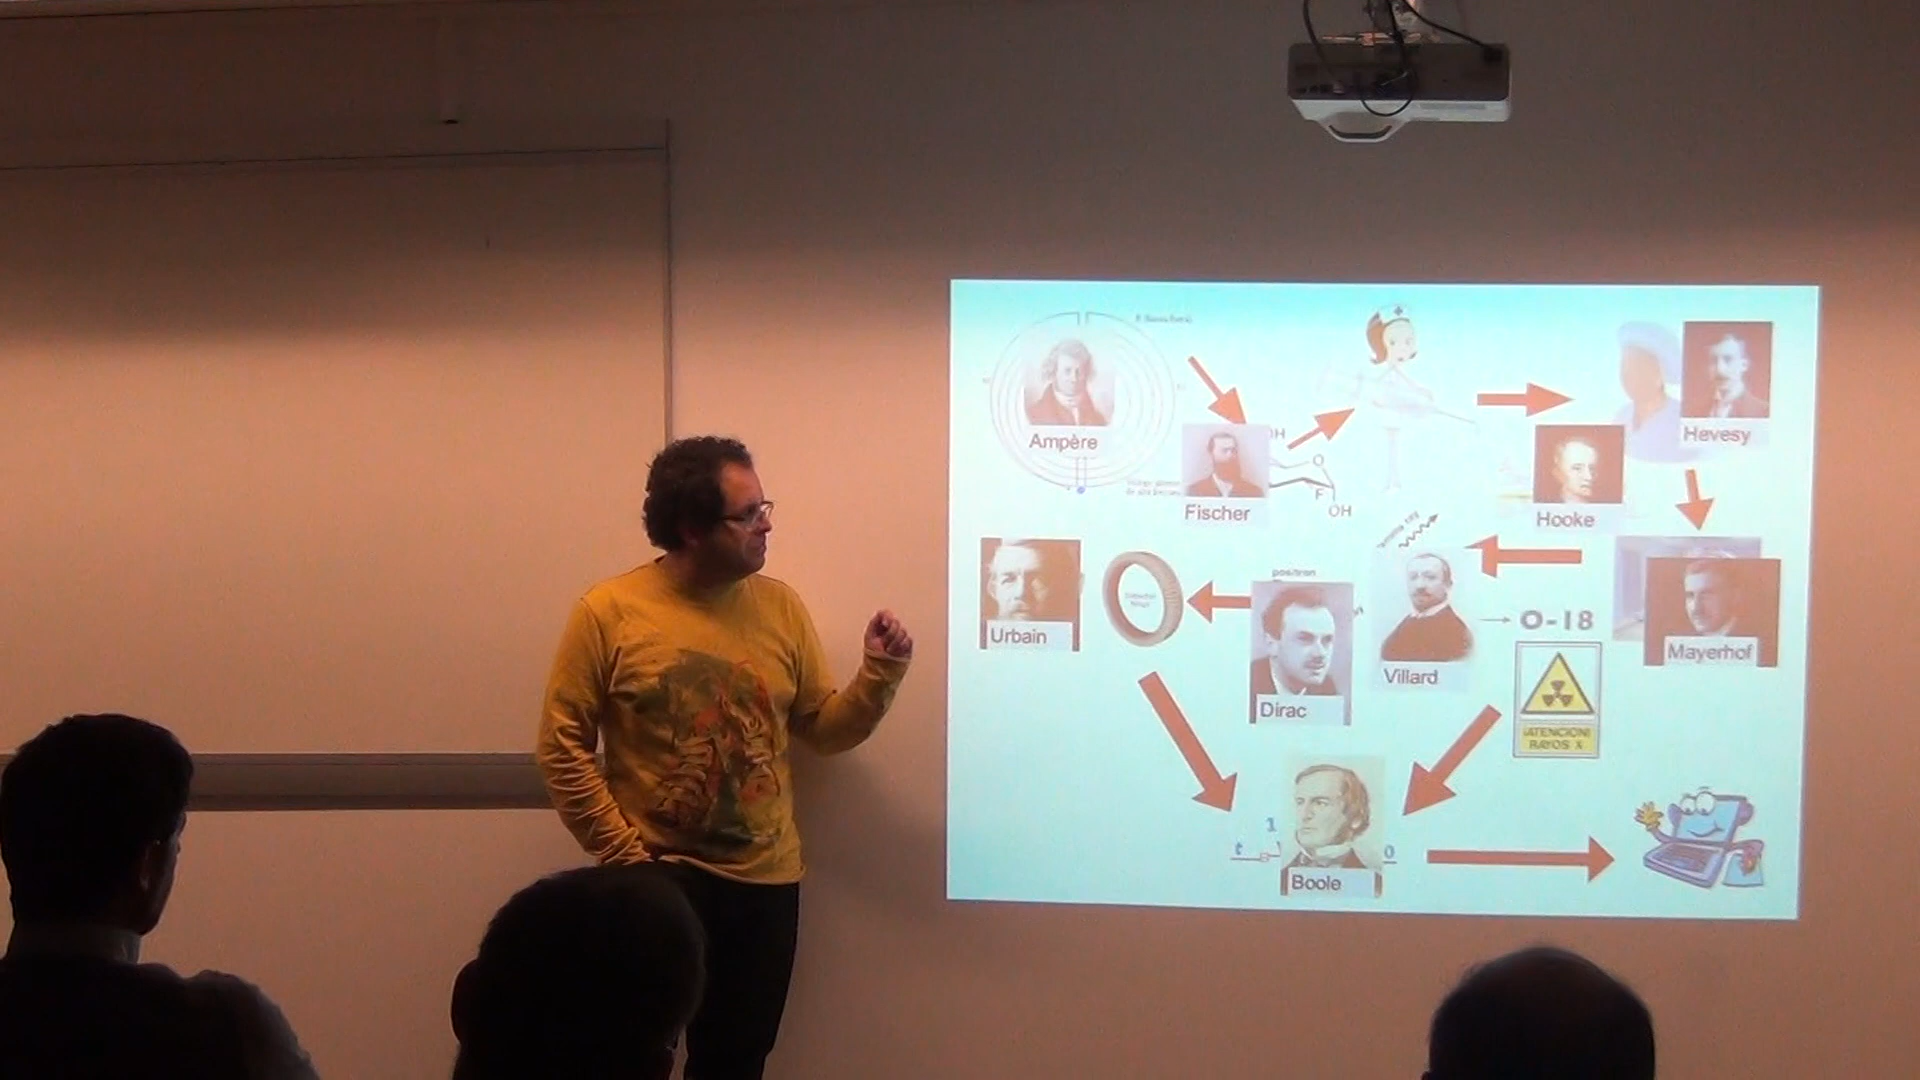 Ampère
OH
Hevesy
O
F
OH
Fischer
Hooke
positron
Urbain
O-18
Mayerhof
Villard
Dirac
¡ATENCION!
RAYOS X
1
t
0
Boole